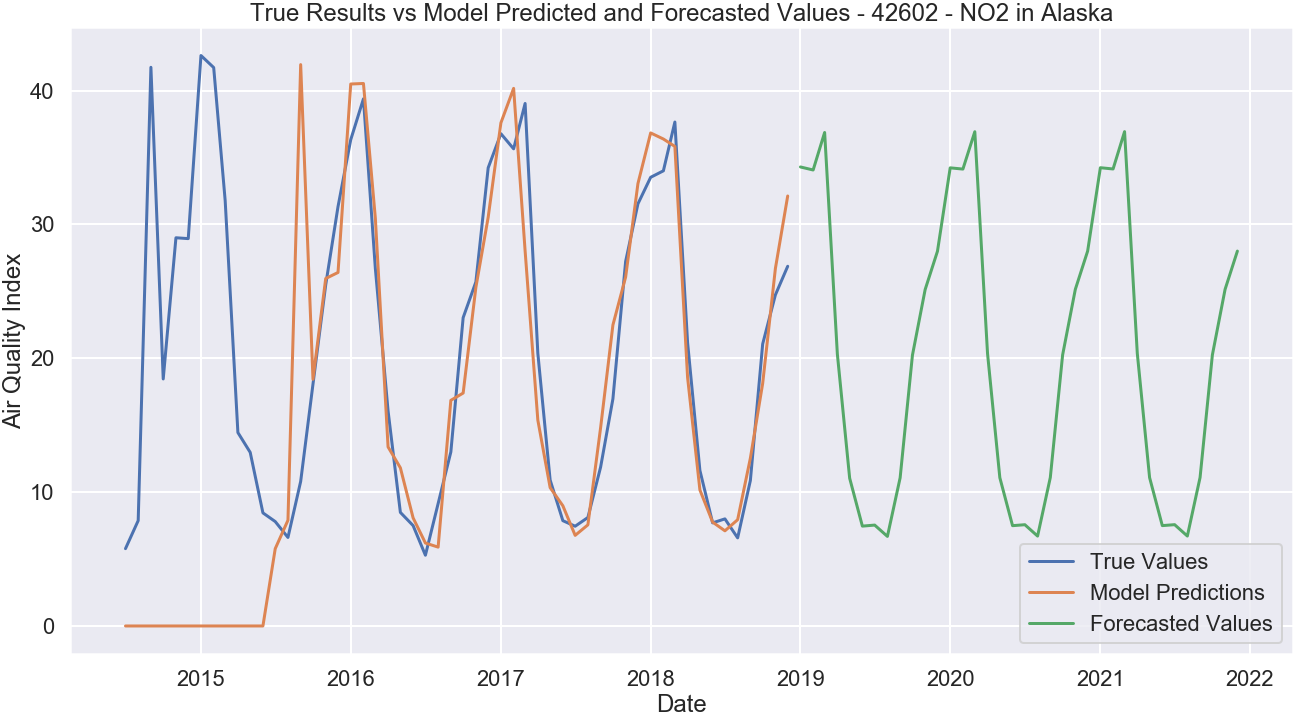 True Results vs Model Predicted and Forecasted Values - 42602 - NO2 in Alaska
Air Quality Index
40
30
20
10
0
True Values
Model Predictions
Forecasted Values
2015 2016 2017 2018 2019 2020 2021 2022
Date